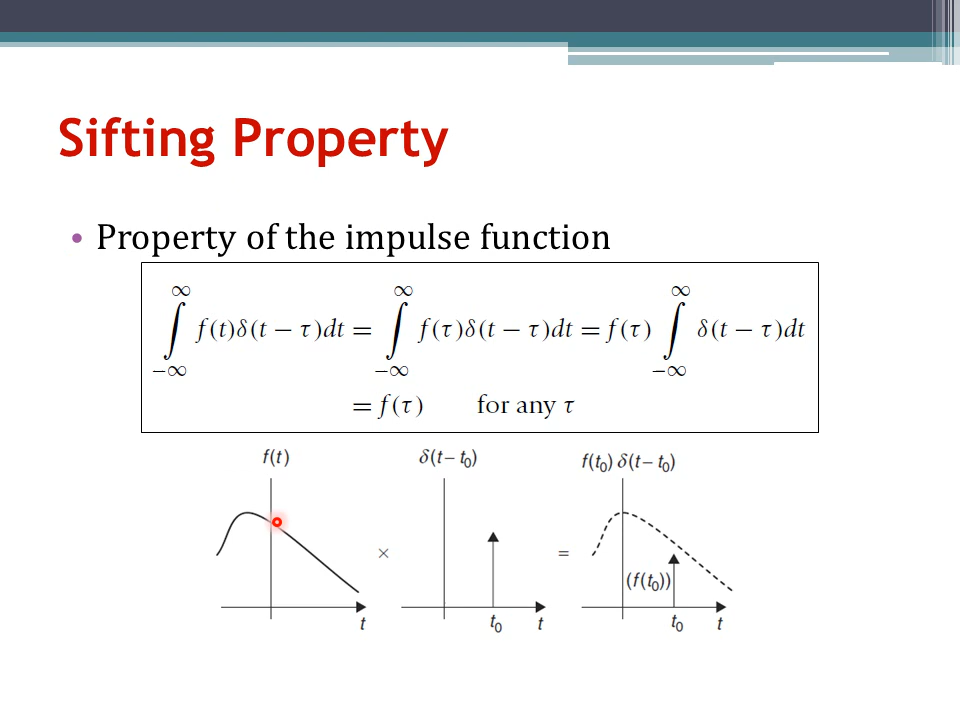 Sifting Property
• Property of the impulse function
∫_{−∞}^{∞} f(t)δ(t − τ)dt = ∫_{−∞}^{∞} f(τ)δ(t − τ)dt = f(τ) ∫_{−∞}^{∞} δ(t − τ)dt
= f(τ) for any τ
f(t) δ(t− t₀) f(t₀) δ(t− t₀)
× =
(f(t₀))
t t₀ t t₀ t